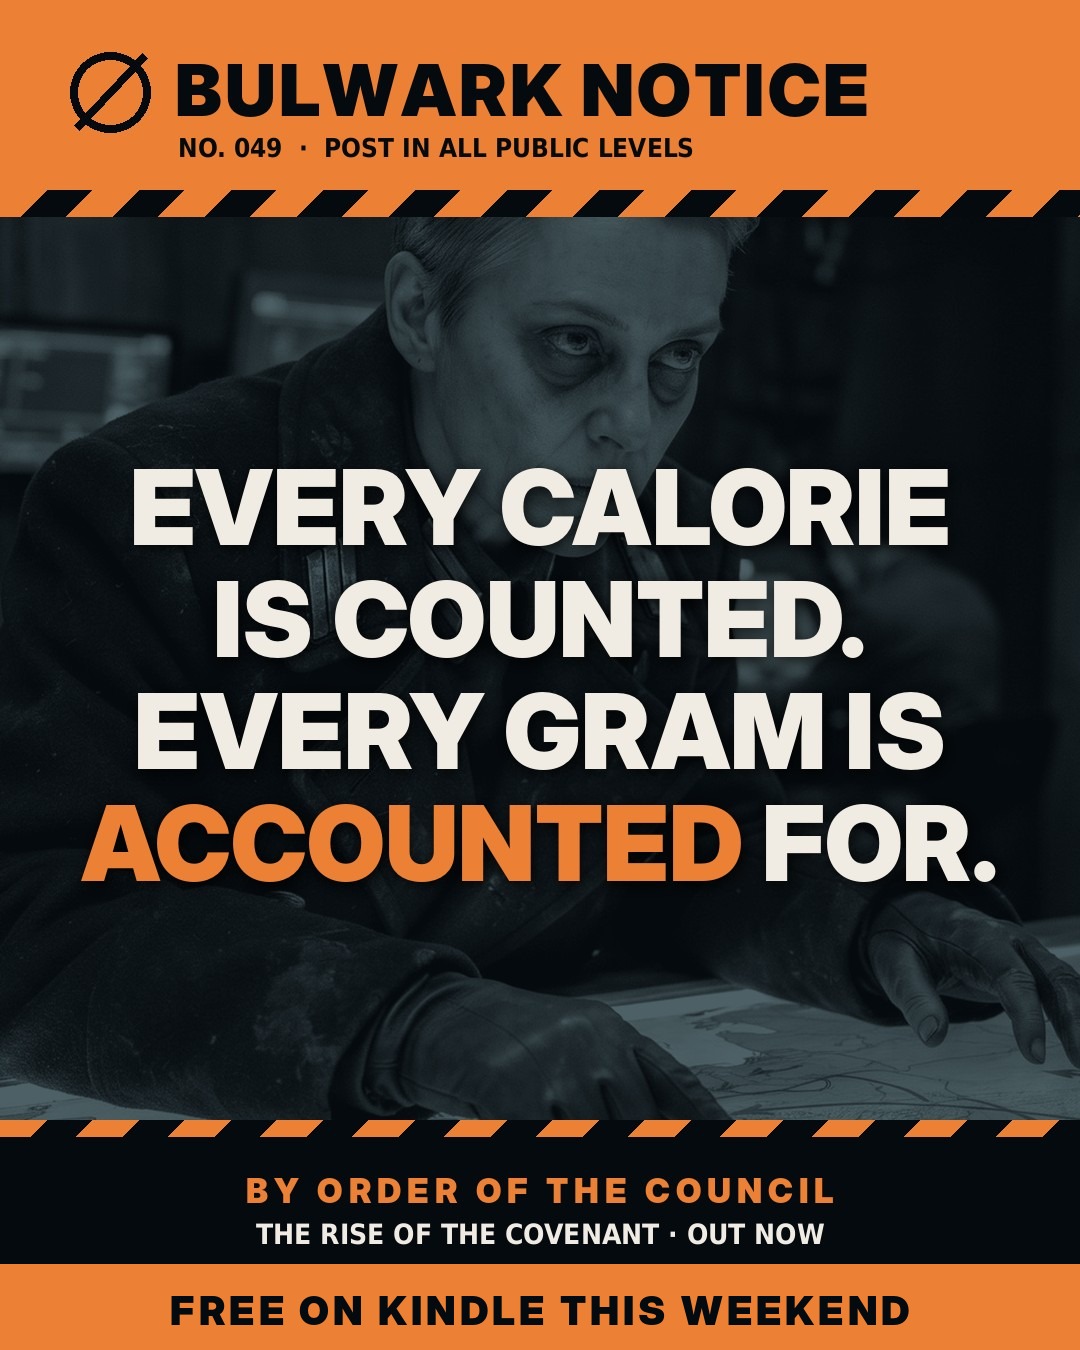 BULWARK NOTICE
NO. 049 · POST IN ALL PUBLIC LEVELS
EVERY CALORIE
IS COUNTED.
EVERY GRAM IS
ACCOUNTED FOR.
BY ORDER OF THE COUNCIL
THE RISE OF THE COVENANT · OUT NOW
FREE ON KINDLE THIS WEEKEND